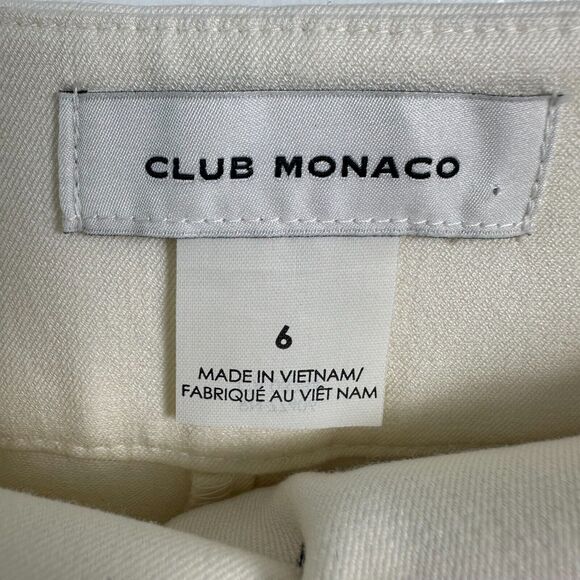 CLUB MONACO
6
MADE IN VIETNAM/
FABRIQUÉ AU VIÊT NAM